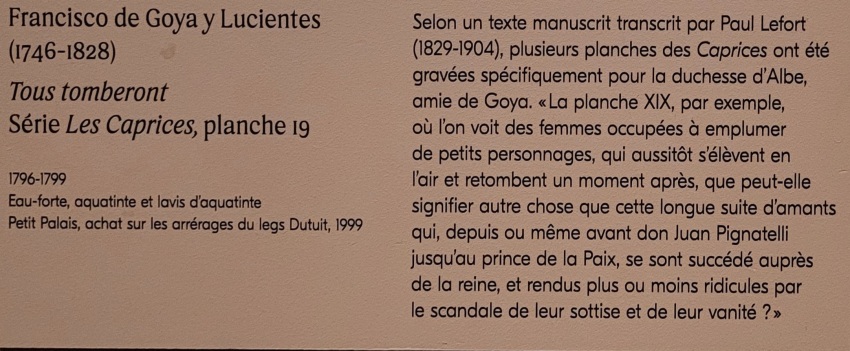 Francisco de Goya y Lucientes
(1746-1828)
Tous tomberont
Série Les Caprices, planche 19
1796-1799
Eau-forte, aquatinte et lavis d'aquatinte
Petit Palais, achat sur les arrérages du legs Dutuit, 1999
Selon un texte manuscrit transcrit par Paul Lefort
(1829-1904), plusieurs planches des Caprices ont été
gravées spécifiquement pour la duchesse d'Albe,
amie de Goya. « La planche XIX, par exemple,
où l'on voit des femmes occupées à emplumer
de petits personnages, qui aussitôt s'élèvent en
l'air et retombent un moment après, que peut-elle
signifier autre chose que cette longue suite d'amants
qui, depuis ou même avant don Juan Pignatelli
jusqu'au prince de la Paix, se sont succédé auprès
de la reine, et rendus plus ou moins ridicules par
le scandale de leur sottise et de leur vanité ? »